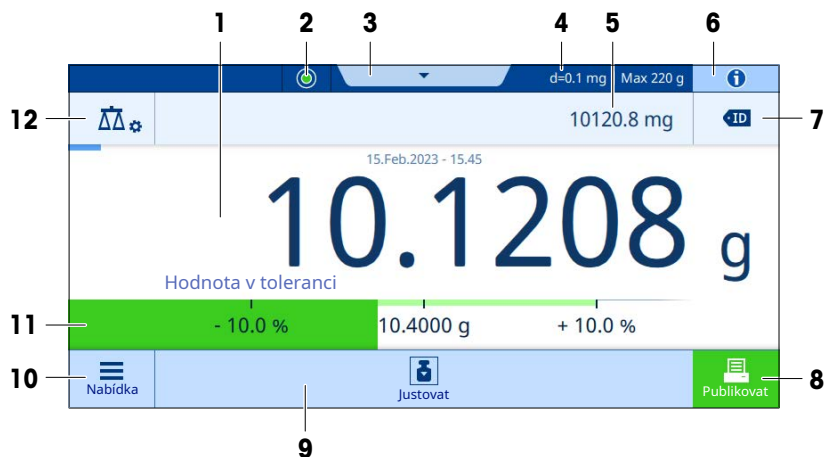 1 2 3 4 5 6
d=0.1 mg Max 220 g
12 10120.8 mg ID 7
15.Feb.2023 - 15.45
10.1208 g
Hodnota v toleranci
11 - 10.0 % 10.4000 g + 10.0 %
10 Nabídka Justovat Publikovat 8
9